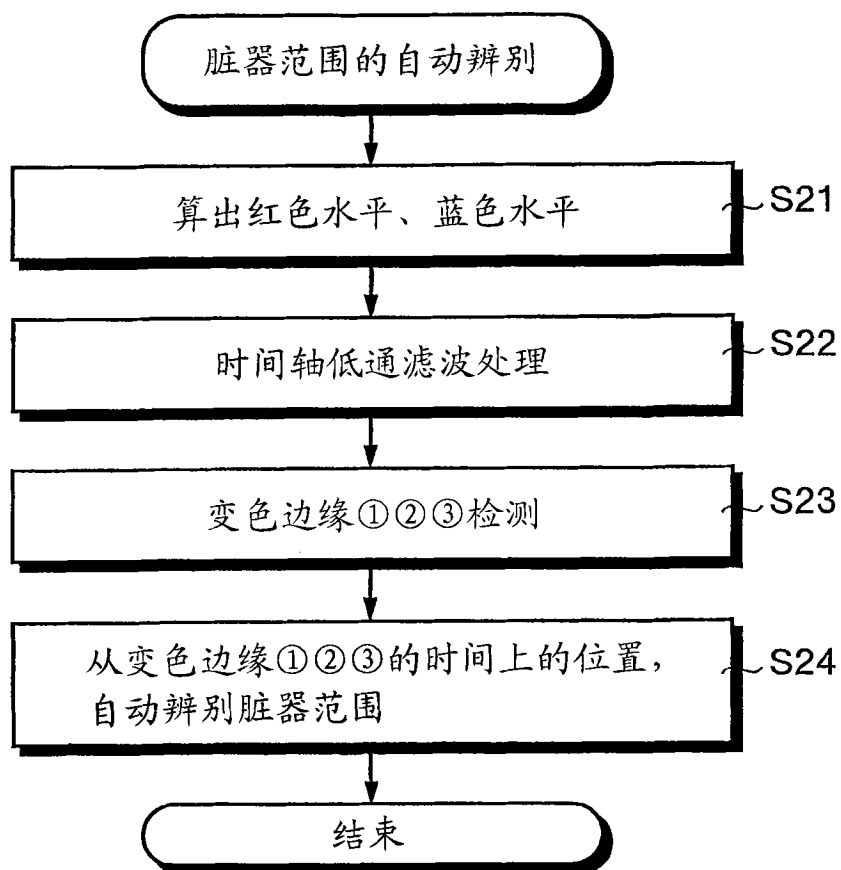 脏器范围的自动辨别
算出红色水平、蓝色水平
S21
时间轴低通滤波处理
S22
变色边缘①②③检测
S23
从变色边缘①②③的时间上的位置，
自动辨别脏器范围
S24
结束